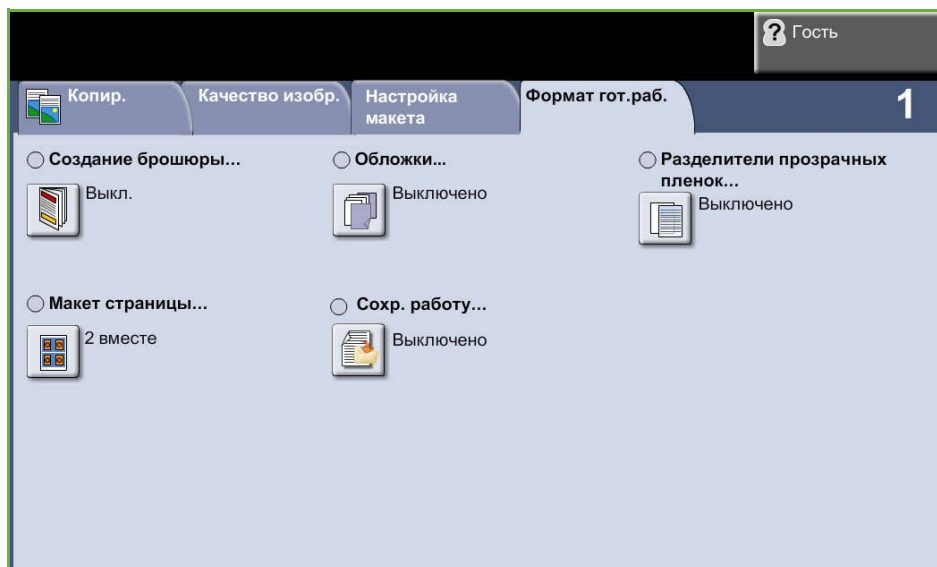 Гость
Копир.
Качество изобр.
Настройка
макета
Формат гот.раб.
1
Создание брошюры...
Выкл.
Обложки...
Выключено
Разделители прозрачных
пленок...
Выключено
Макет страницы...
2 вместе
Сохр. работу...
Выключено